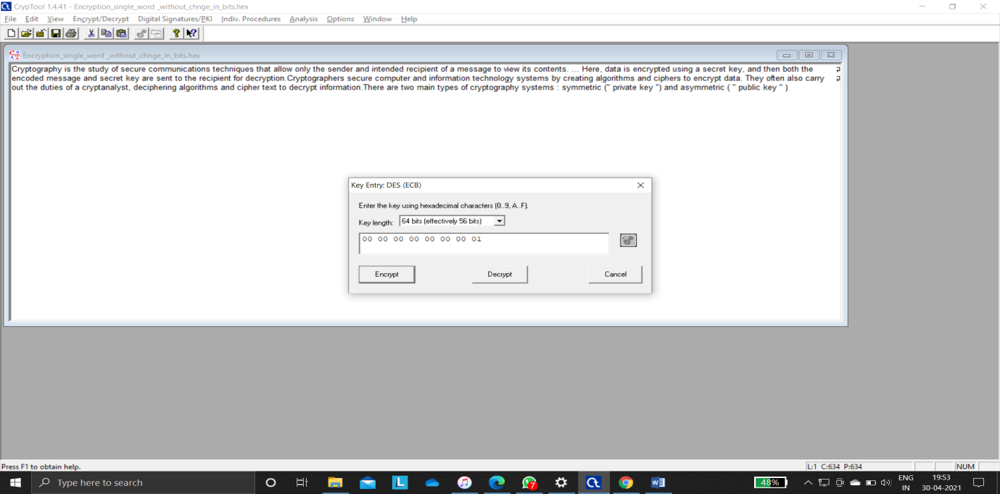 CrypTool 1.4.41 - Encryption_single_word _without_chnge_in_bits.hex
File Edit View Encrypt/Decrypt Digital Signatures/PKI Indiv. Procedures Analysis Options Window Help
Encryption_single_word _without_chnge_in_bits.hex
Cryptography is the study of secure communications techniques that allow only the sender and intended recipient of a message to view its contents. ... Here, data is encrypted using a secret key, and then both the
encoded message and secret key are sent to the recipient for decryption.Cryptographers secure computer and information technology systems by creating algorithms and ciphers to encrypt data. They often also carry
out the duties of a cryptanalyst, deciphering algorithms and cipher text to decrypt information.There are two main types of cryptography systems : symmetric (" private key ") and asymmetric ( " public key " )
Key Entry: DES (ECB)
Enter the key using hexadecimal characters (0..9, A..F).
Key length: 64 bits (effectively 56 bits)
00 00 00 00 00 00 00 01
Encrypt Decrypt Cancel
Press F1 to obtain help.
L:1 C:634 P:634
NUM
Type here to search
7
48%
ENG
IN
19:53
30-04-2021